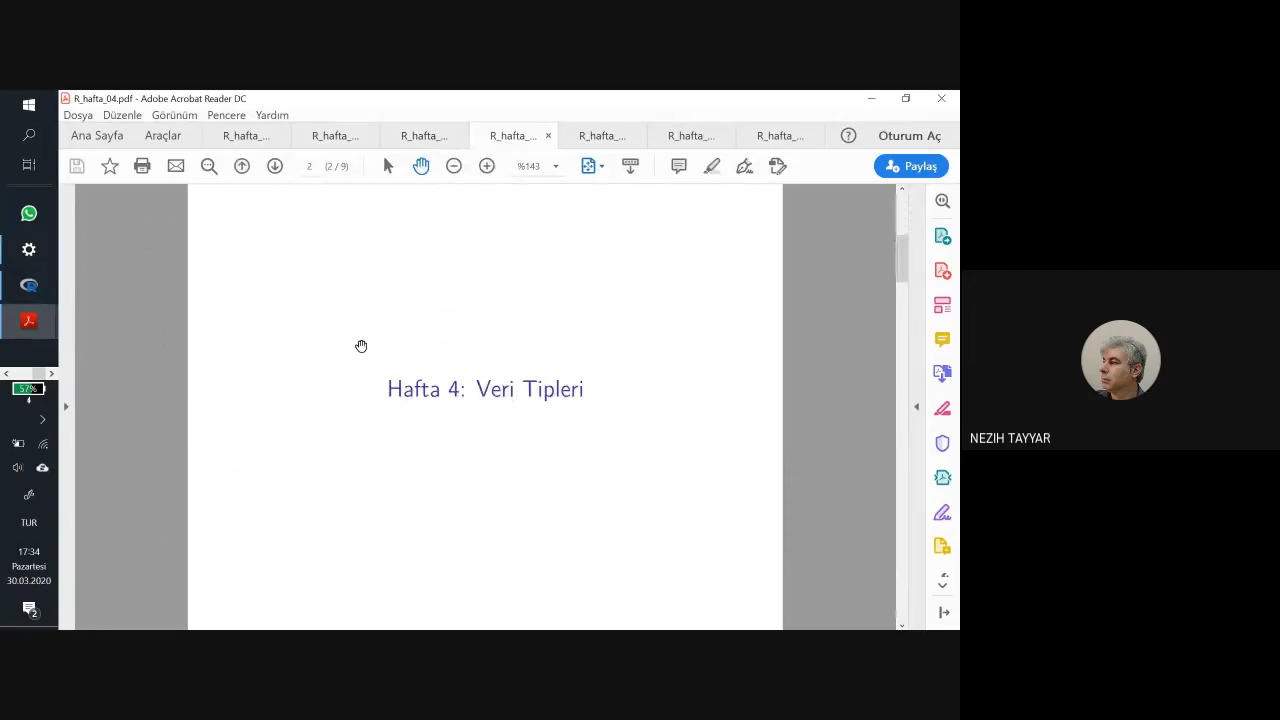 R_hafta_04.pdf - Adobe Acrobat Reader DC
Dosya Düzenle Görünüm Pencere Yardım
Ana Sayfa Araçlar R_hafta_... R_hafta_... R_hafta_... R_hafta_... × R_hafta_... R_hafta_... R_hafta_... Oturum Aç
2 (2 / 9) %143 Paylaş
Hafta 4: Veri Tipleri
57%
TUR
17:34
Pazartesi
30.03.2020
2
NEZIH TAYYAR